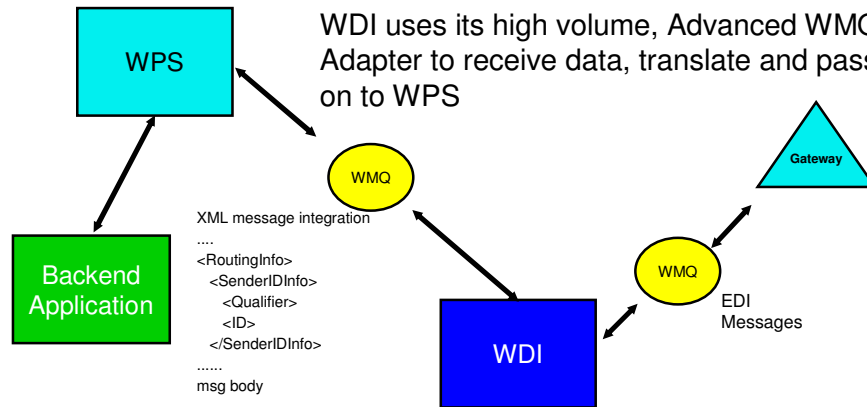 WDI uses its high volume, Advanced WMQ
Adapter to receive data, translate and pass
on to WPS
WPS
Gateway
WMQ
XML message integration
....
<RoutingInfo>
<SenderIDInfo>
<Qualifier>
<ID>
</SenderIDInfo>
......
msg body
Backend
Application
WMQ
EDI
Messages
WDI